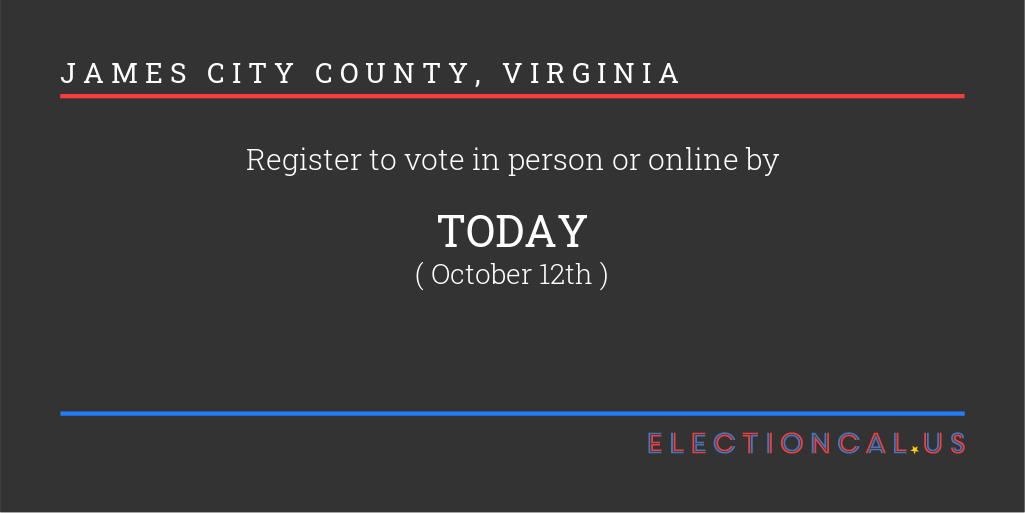 JAMES CITY COUNTY, VIRGINIA
Register to vote in person or online by
TODAY
( October 12th )
ELECTIONCAL.US